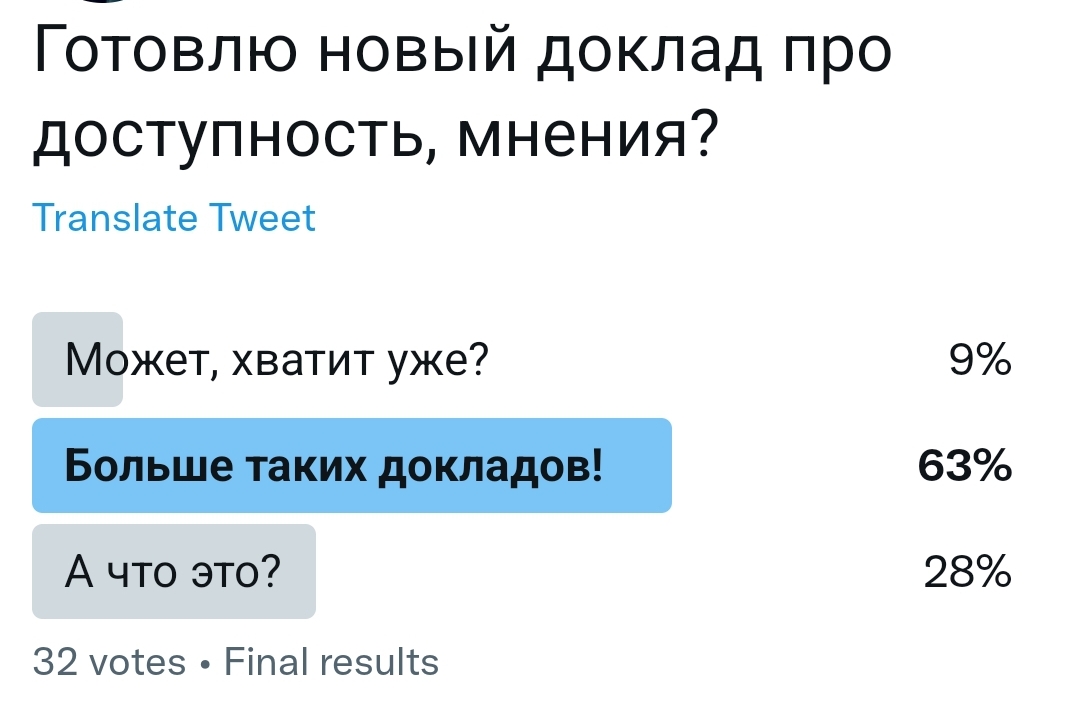 Готовлю новый доклад про
доступность, мнения?
Translate Tweet
Может, хватит уже? 9%
Больше таких докладов! 63%
А что это? 28%
32 votes • Final results